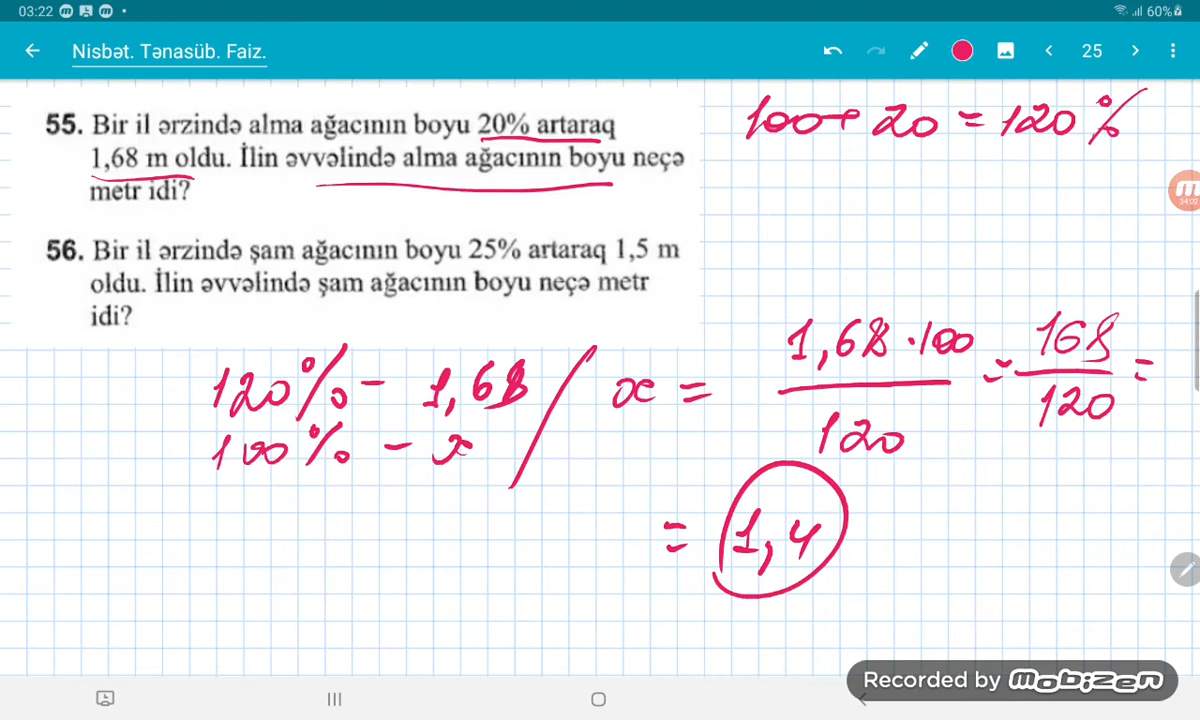 03:22
60%
Nisbət. Tənasüb. Faiz.
25
55. Bir il ərzində alma ağacının boyu 20% artaraq
1,68 m oldu. İlin əvvəlində alma ağacının boyu neçə
metr idi?
100+20=120%
34:02
56. Bir il ərzində şam ağacının boyu 25% artaraq 1,5 m
oldu. İlin əvvəlində şam ağacının boyu neçə metr
idi?
120% - 1,68
100% - x
x = 1,68·100 / 120 = 168 / 120 =
= 1,4
Recorded by mobizen